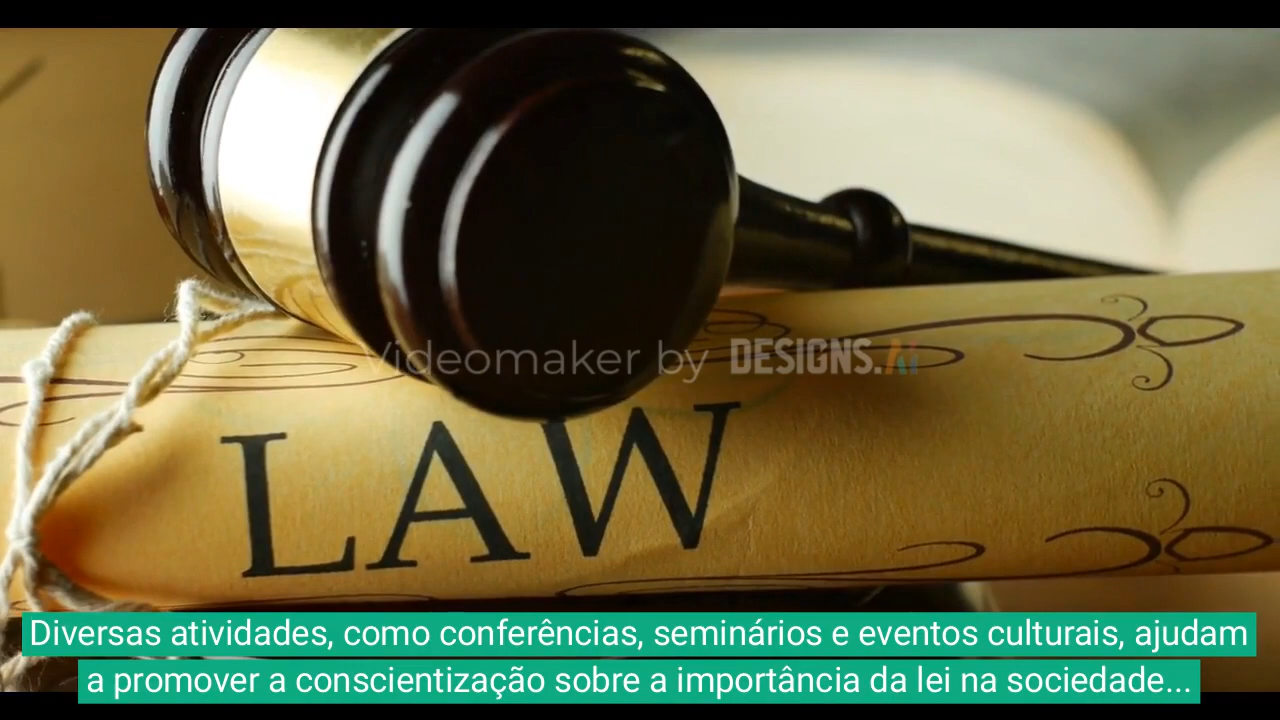 Videomaker by DESIGNS.AI
LAW
Diversas atividades, como conferências, seminários e eventos culturais, ajudam
a promover a conscientização sobre a importância da lei na sociedade...